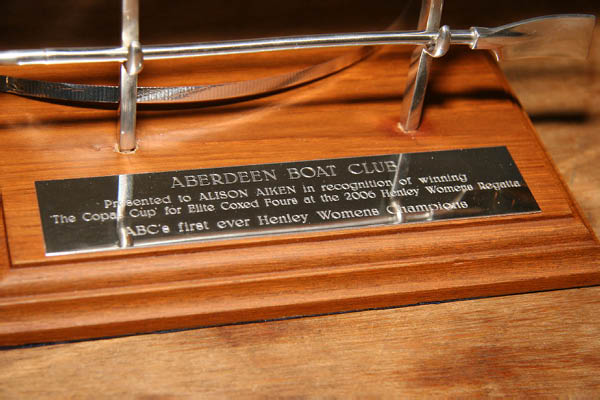 ABERDEEN BOAT CLUB
Presented to ALISON AIKEN in recognition of winning
The Copas Cup' for Elite Coxed Fours at the 2006 Henley Womens Regatta
ABC's first ever Henley Womens Champions